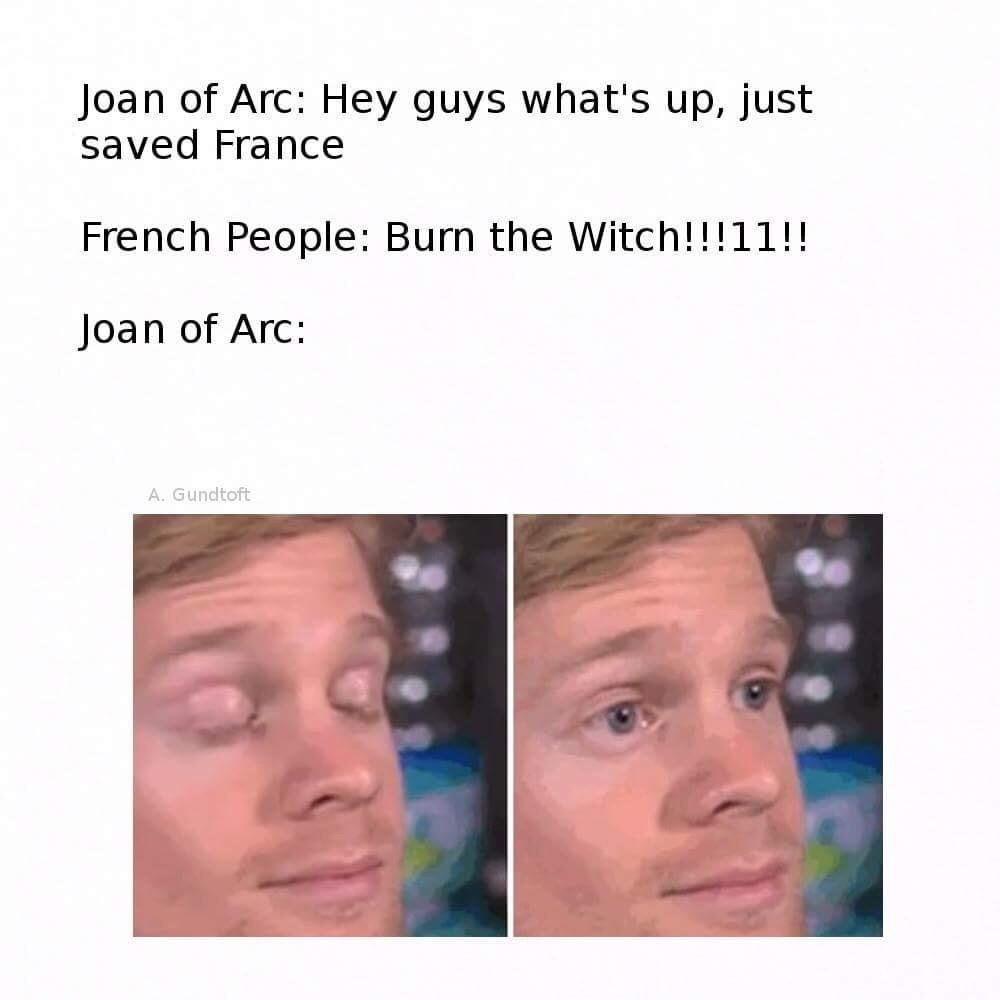 Joan of Arc: Hey guys what's up, just
saved France
French People: Burn the Witch!!!11!!
Joan of Arc:
A. Gundtoft